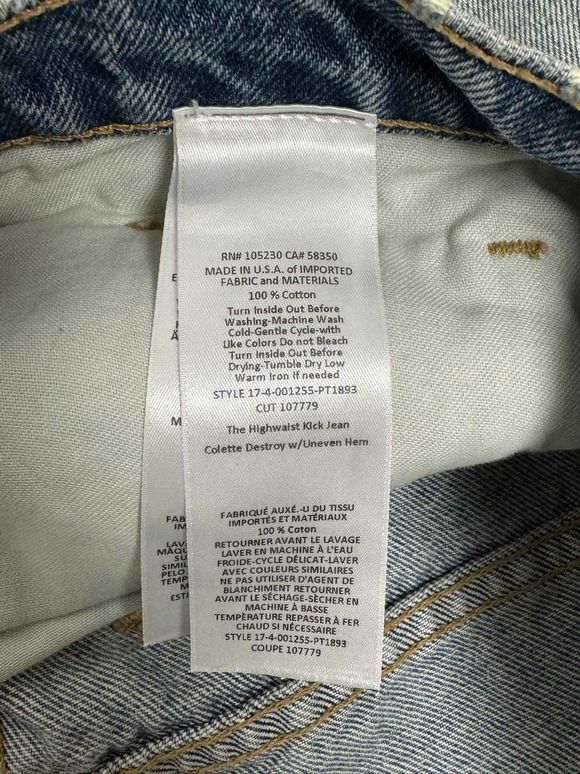 RN# 105230 CA# 58350
MADE IN U.S.A. of IMPORTED
FABRIC and MATERIALS
100 % Cotton
Turn Inside Out Before
Washing-Machine Wash
Cold-Gentle Cycle-with
Like Colors Do not Bleach
Turn Inside Out Before
Drying-Tumble Dry Low
Warm Iron If needed
STYLE 17-4-001255-PT1893
CUT 107779
The Highwaist Kick Jean
Colette Destroy w/Uneven Hem
FABRIQUÉ AUXÉ.-U DU TISSU
IMPORTÉS ET MATÉRIAUX
100 % Cotton
RETOURNER AVANT LE LAVAGE
LAVER EN MACHINE À L'EAU
FROIDE-CYCLE DÉLICAT-LAVER
AVEC COULEURS SIMILAIRES
NE PAS UTILISER D'AGENT DE
BLANCHIMENT RETOURNER
AVANT LE SÉCHAGE-SÈCHER EN
MACHINE À BASSE
TEMPÈRATURE REPASSER À FER
CHAUD SI NÉCESSAIRE
STYLE 17-4-001255-PT1893
COUPE 107779